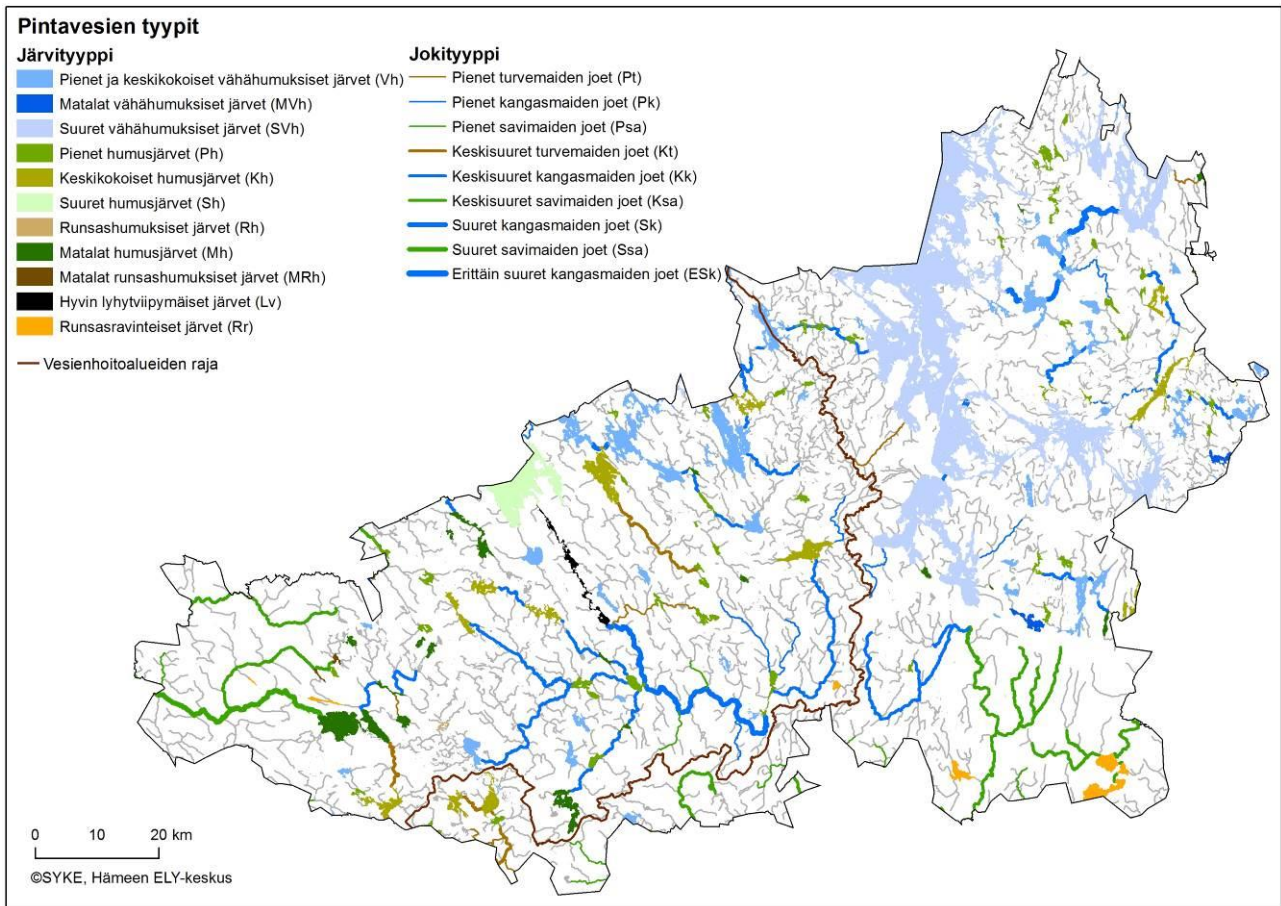 Pintavesien tyypit
Järvityyppi
Pienet ja keskikokoiset vähähumuksiset järvet (Vh)
Matalat vähähumuksiset järvet (MVh)
Suuret vähähumuksiset järvet (SVh)
Pienet humusjärvet (Ph)
Keskikokoiset humusjärvet (Kh)
Suuret humusjärvet (Sh)
Runsashumuksiset järvet (Rh)
Matalat humusjärvet (Mh)
Matalat runsashumuksiset järvet (MRh)
Hyvin lyhytviipymäiset järvet (Lv)
Runsasravinteiset järvet (Rr)
Vesienhoitoalueiden raja
Jokityyppi
Pienet turvemaiden joet (Pt)
Pienet kangasmaiden joet (Pk)
Pienet savimaiden joet (Psa)
Keskisuuret turvemaiden joet (Kt)
Keskisuuret kangasmaiden joet (Kk)
Keskisuuret savimaiden joet (Ksa)
Suuret kangasmaiden joet (Sk)
Suuret savimaiden joet (Ssa)
Erittäin suuret kangasmaiden joet (ESk)
0 10 20 km
©SYKE, Hämeen ELY-keskus